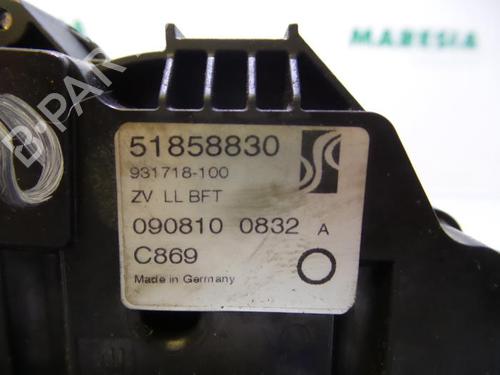 MARESIA
51858830
931718-100
ZV LL BFT
090810 0832 A
C869
Made in Germany
B-PAR